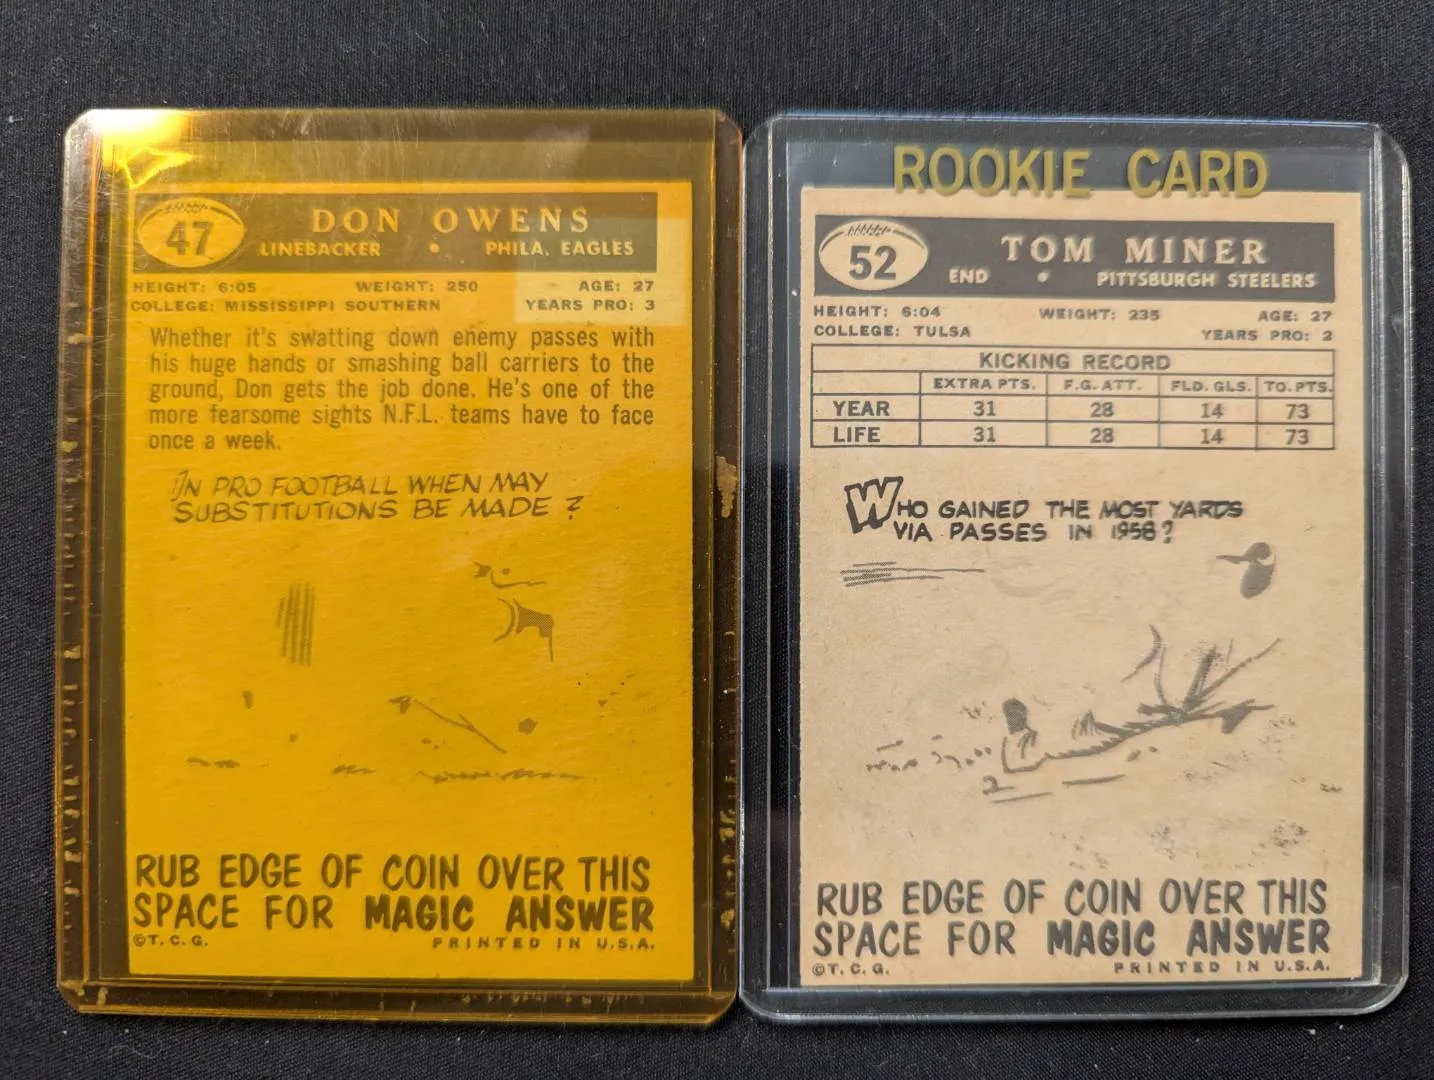 47
DON OWENS
LINEBACKER • PHILA. EAGLES
HEIGHT: 6:05 WEIGHT: 250 AGE: 27
COLLEGE: MISSISSIPPI SOUTHERN YEARS PRO: 3
Whether it's swatting down enemy passes with
his huge hands or smashing ball carriers to the
ground, Don gets the job done. He's one of the
more fearsome sights N.F.L. teams have to face
once a week.
IN PRO FOOTBALL WHEN MAY
SUBSTITUTIONS BE MADE?
RUB EDGE OF COIN OVER THIS
SPACE FOR MAGIC ANSWER
©T.C.G. PRINTED IN U.S.A.
ROOKIE CARD
52
TOM MINER
END • PITTSBURGH STEELERS
HEIGHT: 6:04 WEIGHT: 235 AGE: 27
COLLEGE: TULSA YEARS PRO: 2
KICKING RECORD
EXTRA PTS. F.G. ATT. FLD. GLS. TO. PTS.
YEAR 31 28 14 73
LIFE 31 28 14 73
WHO GAINED THE MOST YARDS
VIA PASSES IN 1958?
2
RUB EDGE OF COIN OVER THIS
SPACE FOR MAGIC ANSWER
©T.C.G. PRINTED IN U.S.A.